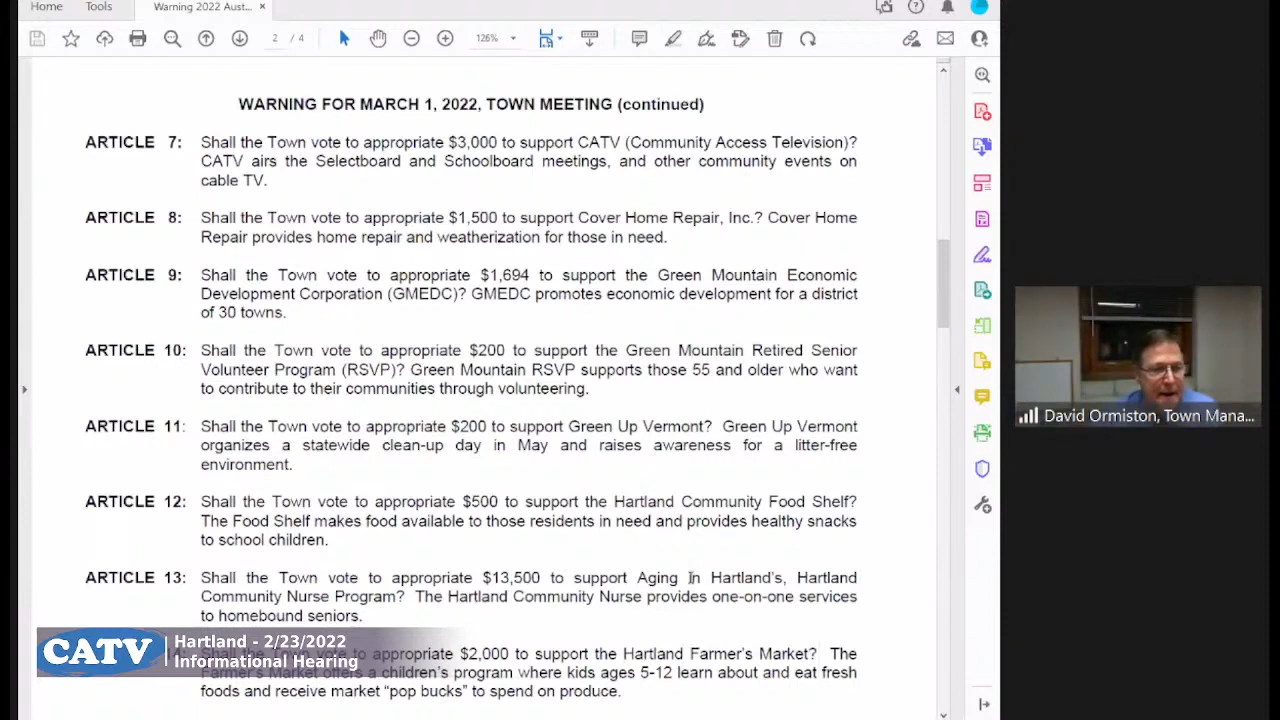 Home Tools Warning 2022 Aust... ×
2 / 4 126%
WARNING FOR MARCH 1, 2022, TOWN MEETING (continued)
ARTICLE 7: Shall the Town vote to appropriate $3,000 to support CATV (Community Access Television)?
CATV airs the Selectboard and Schoolboard meetings, and other community events on
cable TV.
ARTICLE 8: Shall the Town vote to appropriate $1,500 to support Cover Home Repair, Inc.? Cover Home
Repair provides home repair and weatherization for those in need.
ARTICLE 9: Shall the Town vote to appropriate $1,694 to support the Green Mountain Economic
Development Corporation (GMEDC)? GMEDC promotes economic development for a district
of 30 towns.
ARTICLE 10: Shall the Town vote to appropriate $200 to support the Green Mountain Retired Senior
Volunteer Program (RSVP)? Green Mountain RSVP supports those 55 and older who want
to contribute to their communities through volunteering.
ARTICLE 11: Shall the Town vote to appropriate $200 to support Green Up Vermont? Green Up Vermont
organizes a statewide clean-up day in May and raises awareness for a litter-free
environment.
ARTICLE 12: Shall the Town vote to appropriate $500 to support the Hartland Community Food Shelf?
The Food Shelf makes food available to those residents in need and provides healthy snacks
to school children.
ARTICLE 13: Shall the Town vote to appropriate $13,500 to support Aging in Hartland's, Hartland
Community Nurse Program? The Hartland Community Nurse provides one-on-one services
to homebound seniors.
14: Shall the Town vote to appropriate $2,000 to support the Hartland Farmer's Market? The
Farmer's Market offers a children's program where kids ages 5-12 learn about and eat fresh
foods and receive market "pop bucks" to spend on produce.
CATV
Hartland - 2/23/2022
Informational Hearing
David Ormiston, Town Mana...